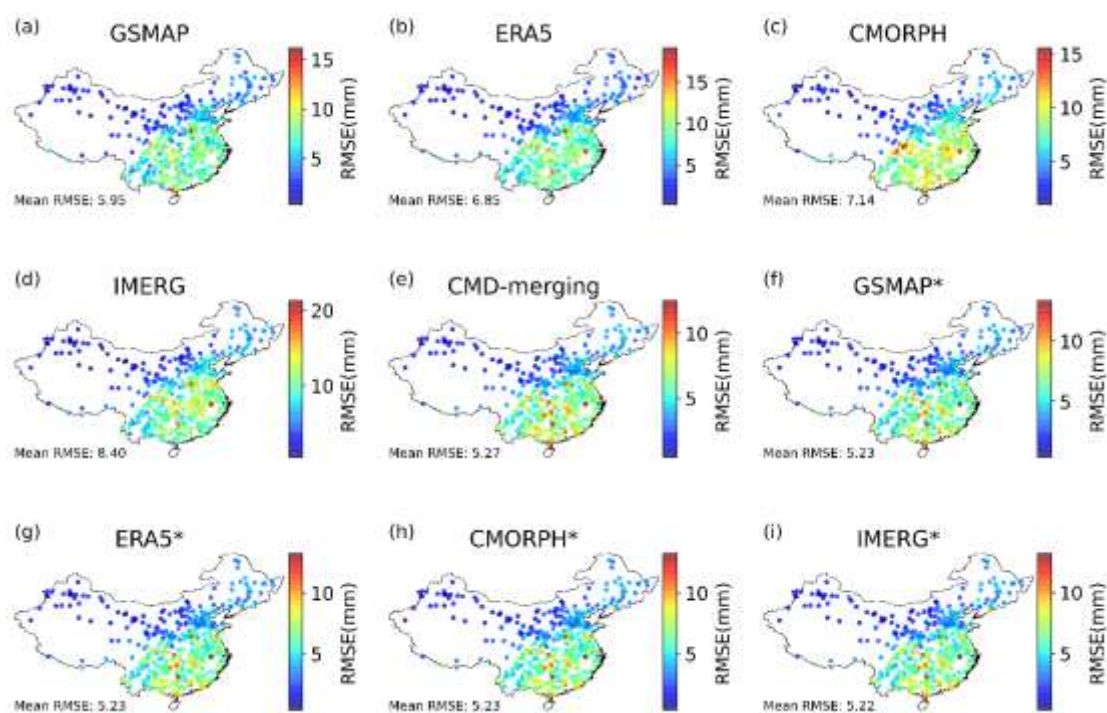 (a) GSMAP
15
10
5
RMSE(mm)
Mean RMSE: 5.95
(b) ERA5
15
10
5
RMSE(mm)
Mean RMSE: 6.85
(c) CMORPH
15
10
5
RMSE(mm)
Mean RMSE: 7.14
(d) IMERG
20
10
RMSE(mm)
Mean RMSE: 8.40
(e) CMD-merging
10
5
RMSE(mm)
Mean RMSE: 5.27
(f) GSMAP*
10
5
RMSE(mm)
Mean RMSE: 5.23
(g) ERA5*
10
5
RMSE(mm)
Mean RMSE: 5.23
(h) CMORPH*
10
5
RMSE(mm)
Mean RMSE: 5.23
(i) IMERG*
10
5
RMSE(mm)
Mean RMSE: 5.22